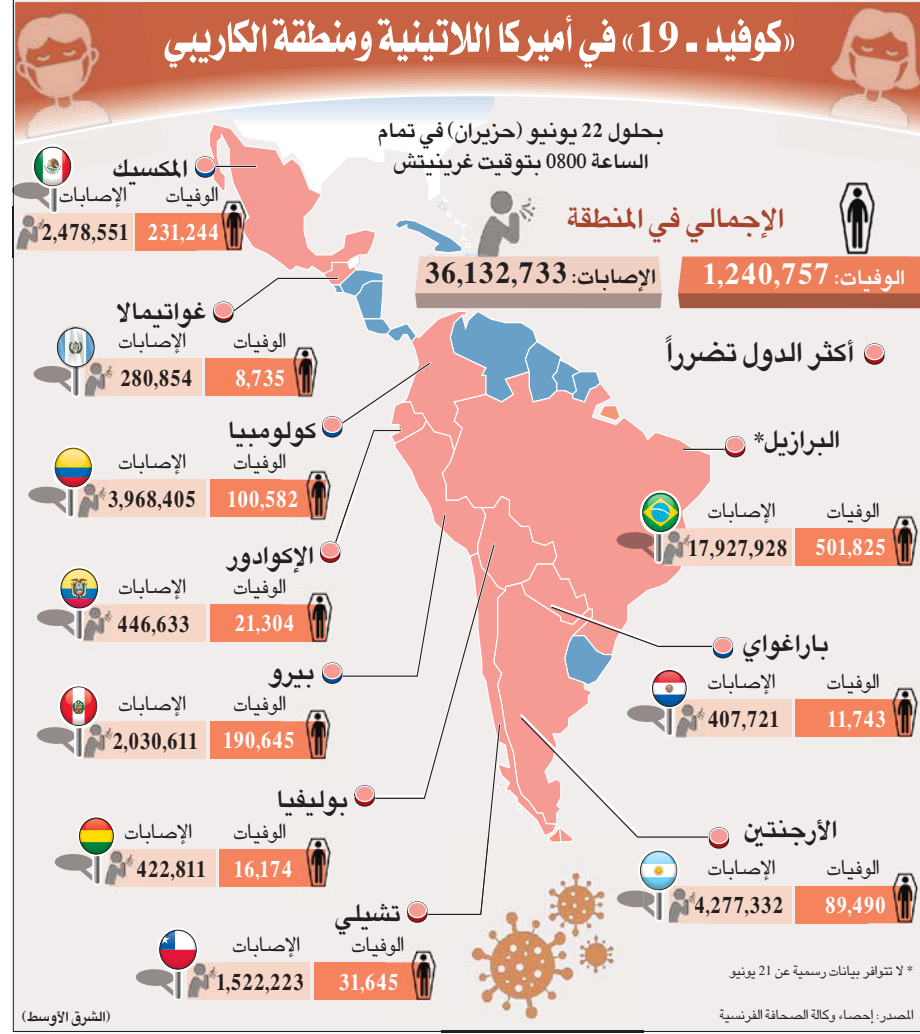 «كوفيد ـ 19» في أميركا اللاتينية ومنطقة الكاريبي
بحلول 22 يونيو (حزيران) في تمام
الساعة 0800 بتوقيت غرينيتش
الإجمالي في المنطقة
الوفيات: 1,240,757
الإصابات: 36,132,733
أكثر الدول تضرراً
المكسيك
الوفيات الإصابات
231,244 2,478,551
غواتيمالا
الوفيات الإصابات
8,735 280,854
كولومبيا
الوفيات الإصابات
100,582 3,968,405
الإكوادور
الوفيات الإصابات
21,304 446,633
بيرو
الوفيات الإصابات
190,645 2,030,611
بوليفيا
الوفيات الإصابات
16,174 422,811
تشيلي
الوفيات الإصابات
31,645 1,522,223
البرازيل*
الوفيات الإصابات
501,825 17,927,928
باراغواي
الوفيات الإصابات
11,743 407,721
الأرجنتين
الوفيات الإصابات
89,490 4,277,332
* لا تتوافر بيانات رسمية عن 21 يونيو
المصدر: إحصاء وكالة الصحافة الفرنسية
(الشرق الأوسط)